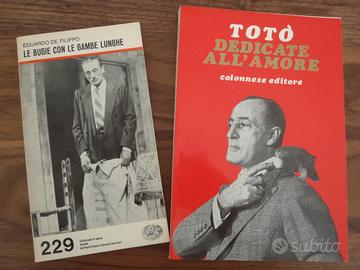 EDUARDO DE FILIPPO
LE BUGIE CON LE GAMBE LUNGHE
229
TOTÒ
DEDICATE
ALL'AMORE
colonnese editore
subito